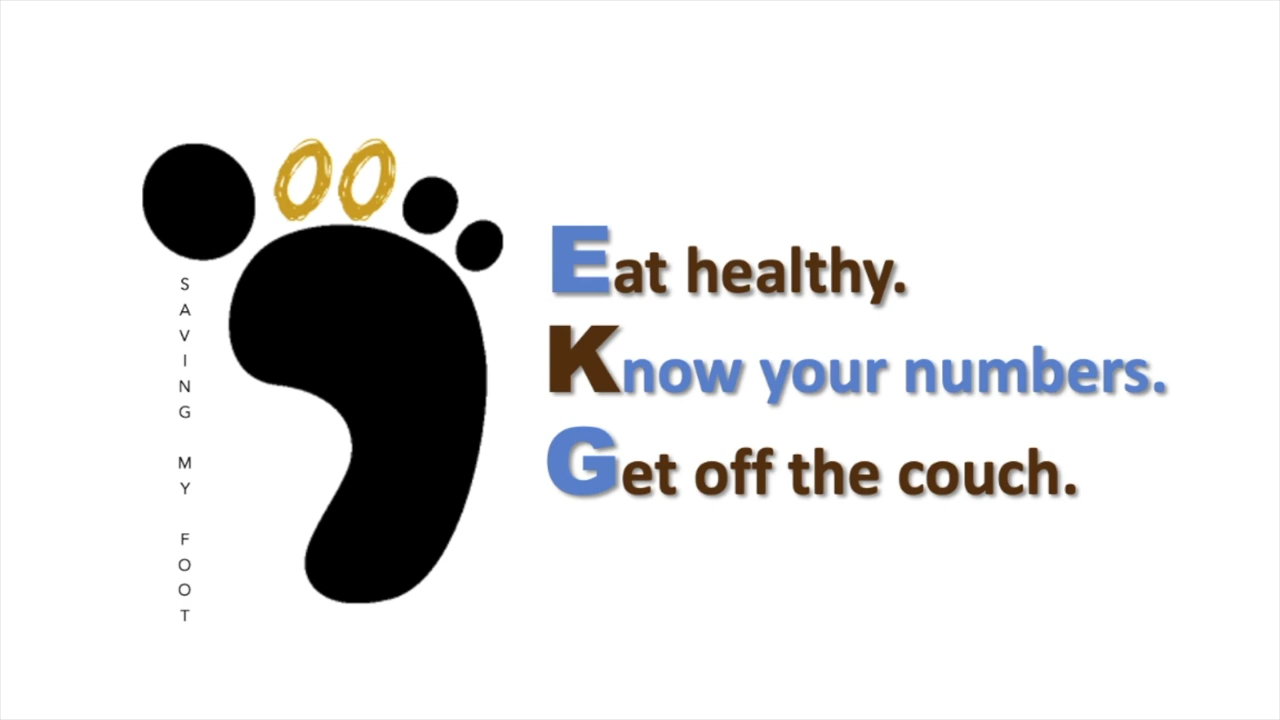 SAVING MY FOOT
Eat healthy.
Know your numbers.
Get off the couch.